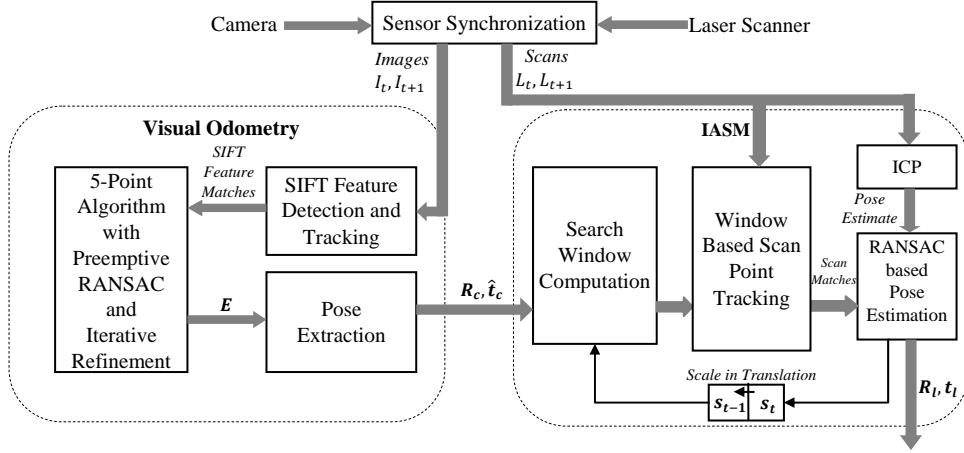 Camera
Sensor Synchronization
Laser Scanner
Images
I_t, I_{t+1}
Scans
L_t, L_{t+1}
Visual Odometry
SIFT
Feature
Matches
5-Point
Algorithm
with
Preemptive
RANSAC
and
Iterative
Refinement
SIFT Feature
Detection and
Tracking
E
Pose
Extraction
R_c, t̂_c
IASM
Search
Window
Computation
Window
Based Scan
Point
Tracking
ICP
Pose
Estimate
Scan
Matches
RANSAC
based
Pose
Estimation
Scale in Translation
s_{t−1}
s_t
R_l, t_l